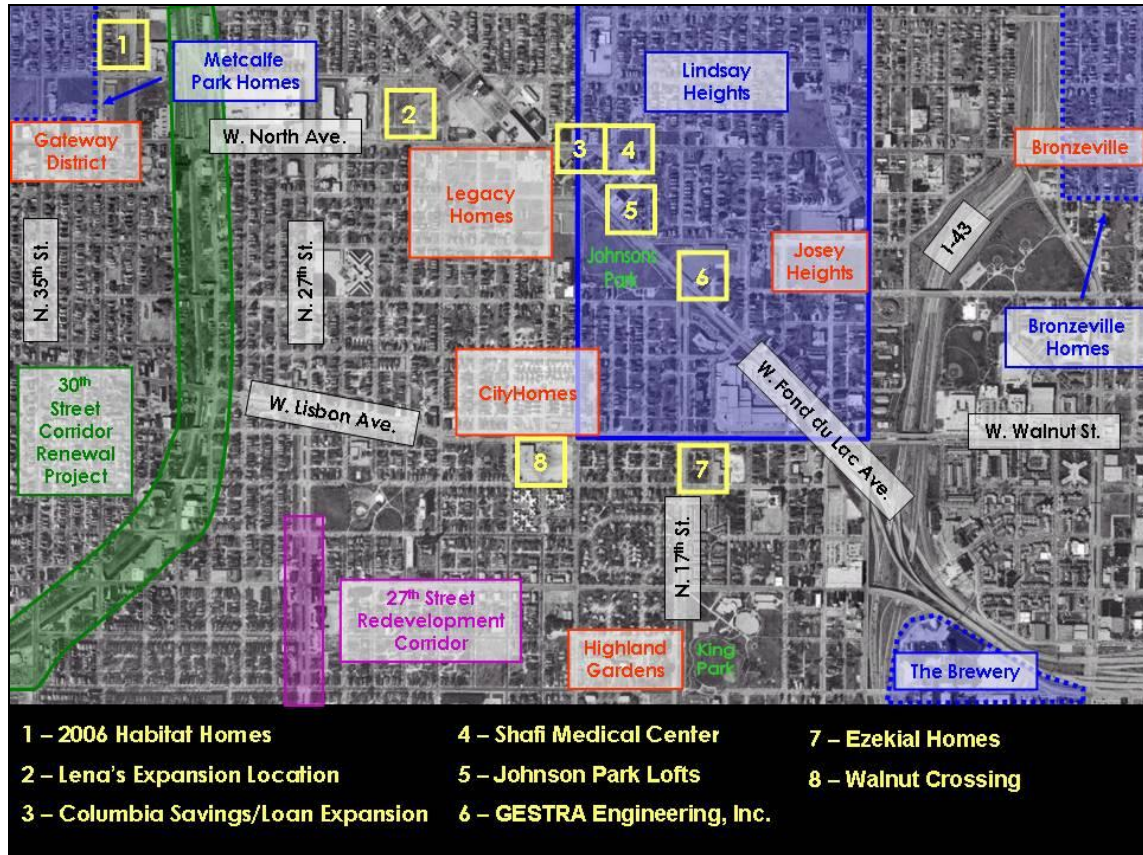 1
Metcalfe
Park Homes
Lindsay
Heights
2
W. North Ave.
Gateway
District
3
4
Bronzeville
Legacy
Homes
5
N. 35th St.
N. 27th St.
Johnsons
Park
Josey
Heights
I-43
6
Bronzeville
Homes
30th
Street
Corridor
Renewal
Project
CityHomes
W. Lisbon Ave.
W. Fond du Lac Ave.
W. Walnut St.
8
7
N. 17th St.
27th Street
Redevelopment
Corridor
Highland
Gardens
King
Park
The Brewery
1 – 2006 Habitat Homes
2 – Lena's Expansion Location
3 – Columbia Savings/Loan Expansion
4 – Shafi Medical Center
5 – Johnson Park Lofts
6 – GESTRA Engineering, Inc.
7 – Ezekial Homes
8 – Walnut Crossing